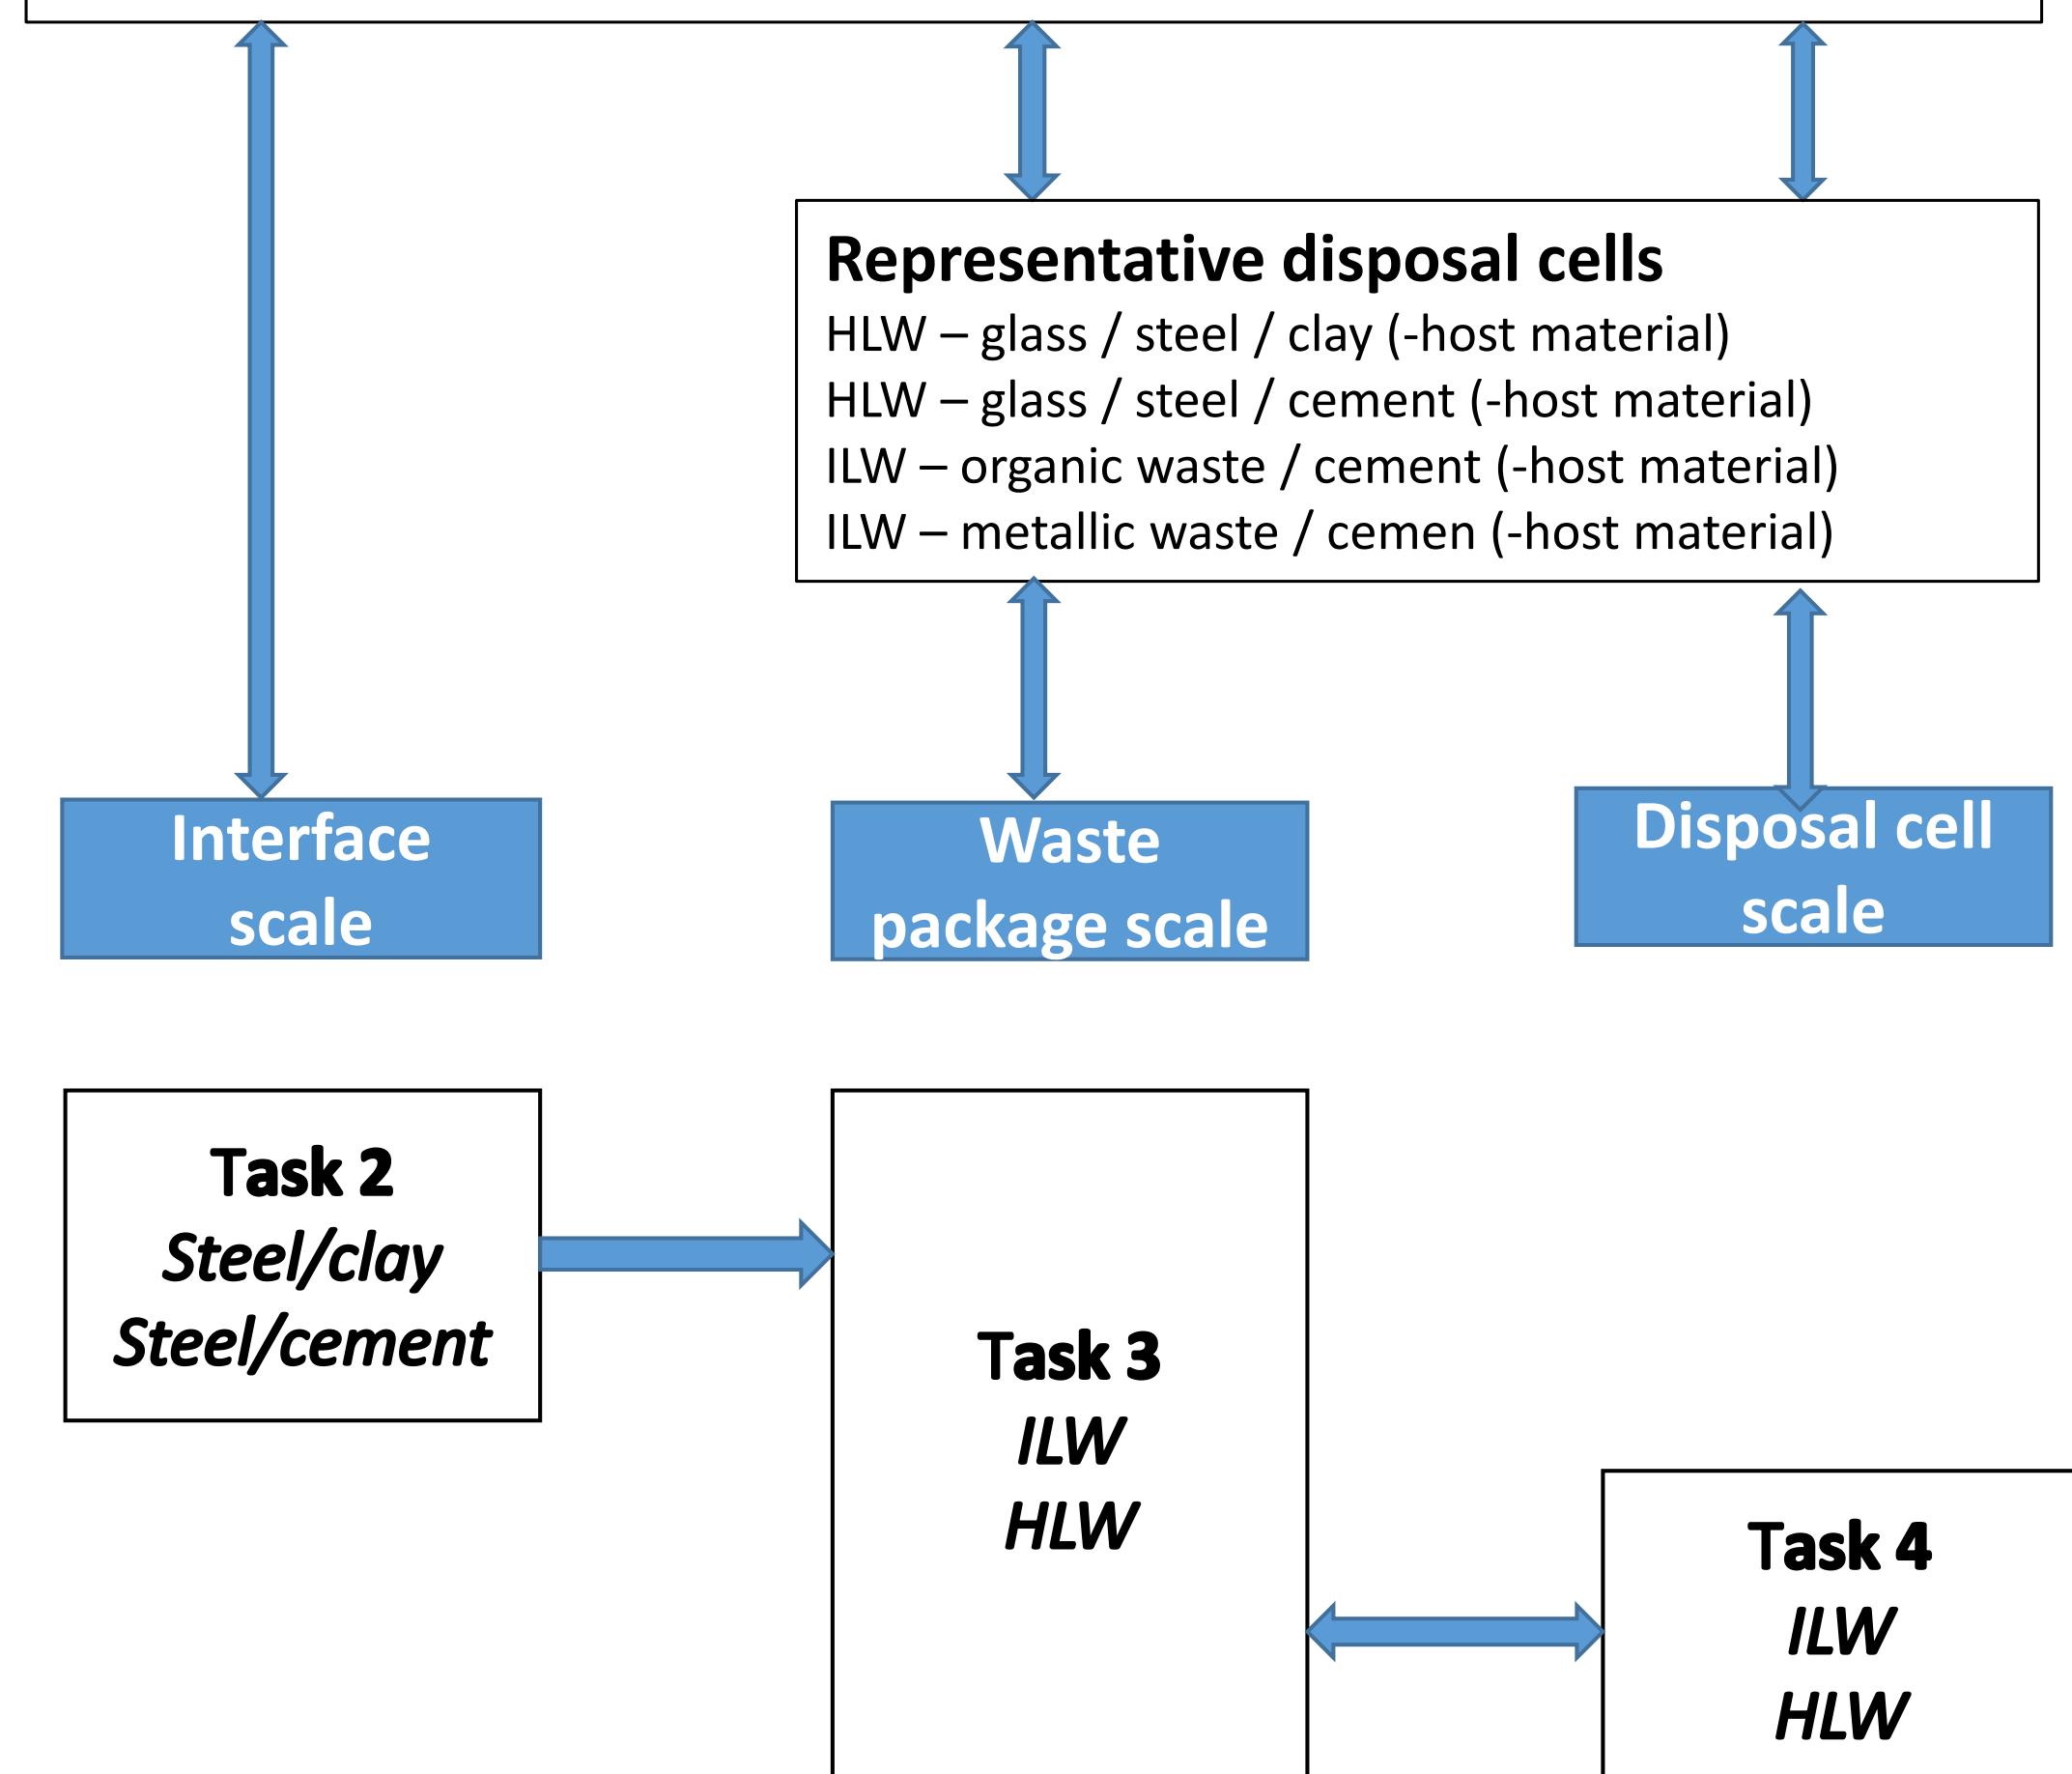 Representative disposal cells
HLW – glass / steel / clay (-host material)
HLW – glass / steel / cement (-host material)
ILW – organic waste / cement (-host material)
ILW – metallic waste / cemen (-host material)
Interface
scale
Waste
package scale
Disposal cell
scale
Task 2
Steel/clay
Steel/cement
Task 3
ILW
HLW
Task 4
ILW
HLW